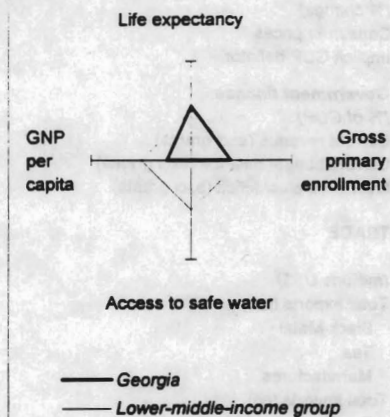 Life expectancy
GNP
per
capita
Gross
primary
enrollment
Access to safe water
Georgia
Lower-middle-income group